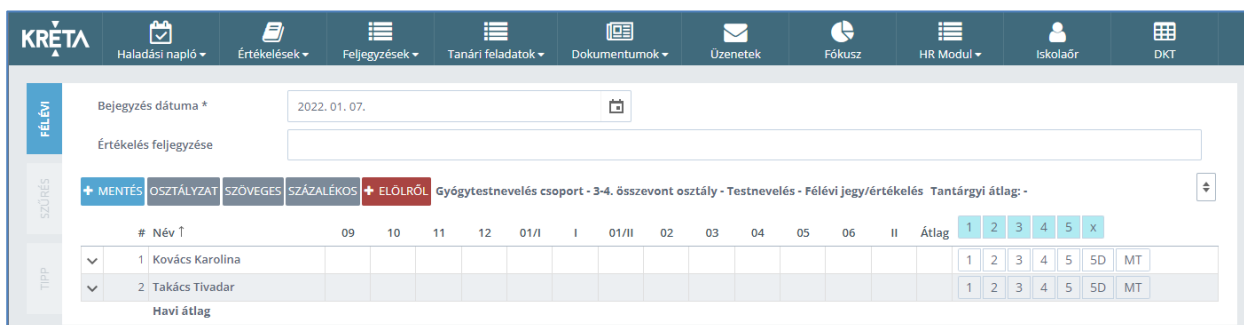 KRÉTA
Haladási napló Értékelések Feljegyzések Tanári feladatok Dokumentumok Üzenetek Fókusz HR Modul Iskolaőr DKT
FÉLÉVI
SZŰRÉS
TIPP
Bejegyzés dátuma * 2022. 01. 07.
Értékelés feljegyzése
+ MENTÉS OSZTÁLYZAT SZÖVEGES SZÁZALÉKOS + ELÖLRŐL Gyógytestnevelés csoport - 3-4. összevont osztály - Testnevelés - Félévi jegy/értékelés Tantárgyi átlag: -
# Név ↑ 09 10 11 12 01/I I 01/II 02 03 04 05 06 II Átlag 1 2 3 4 5 x
1 Kovács Karolina 1 2 3 4 5 5D MT
2 Takács Tivadar 1 2 3 4 5 5D MT
Havi átlag